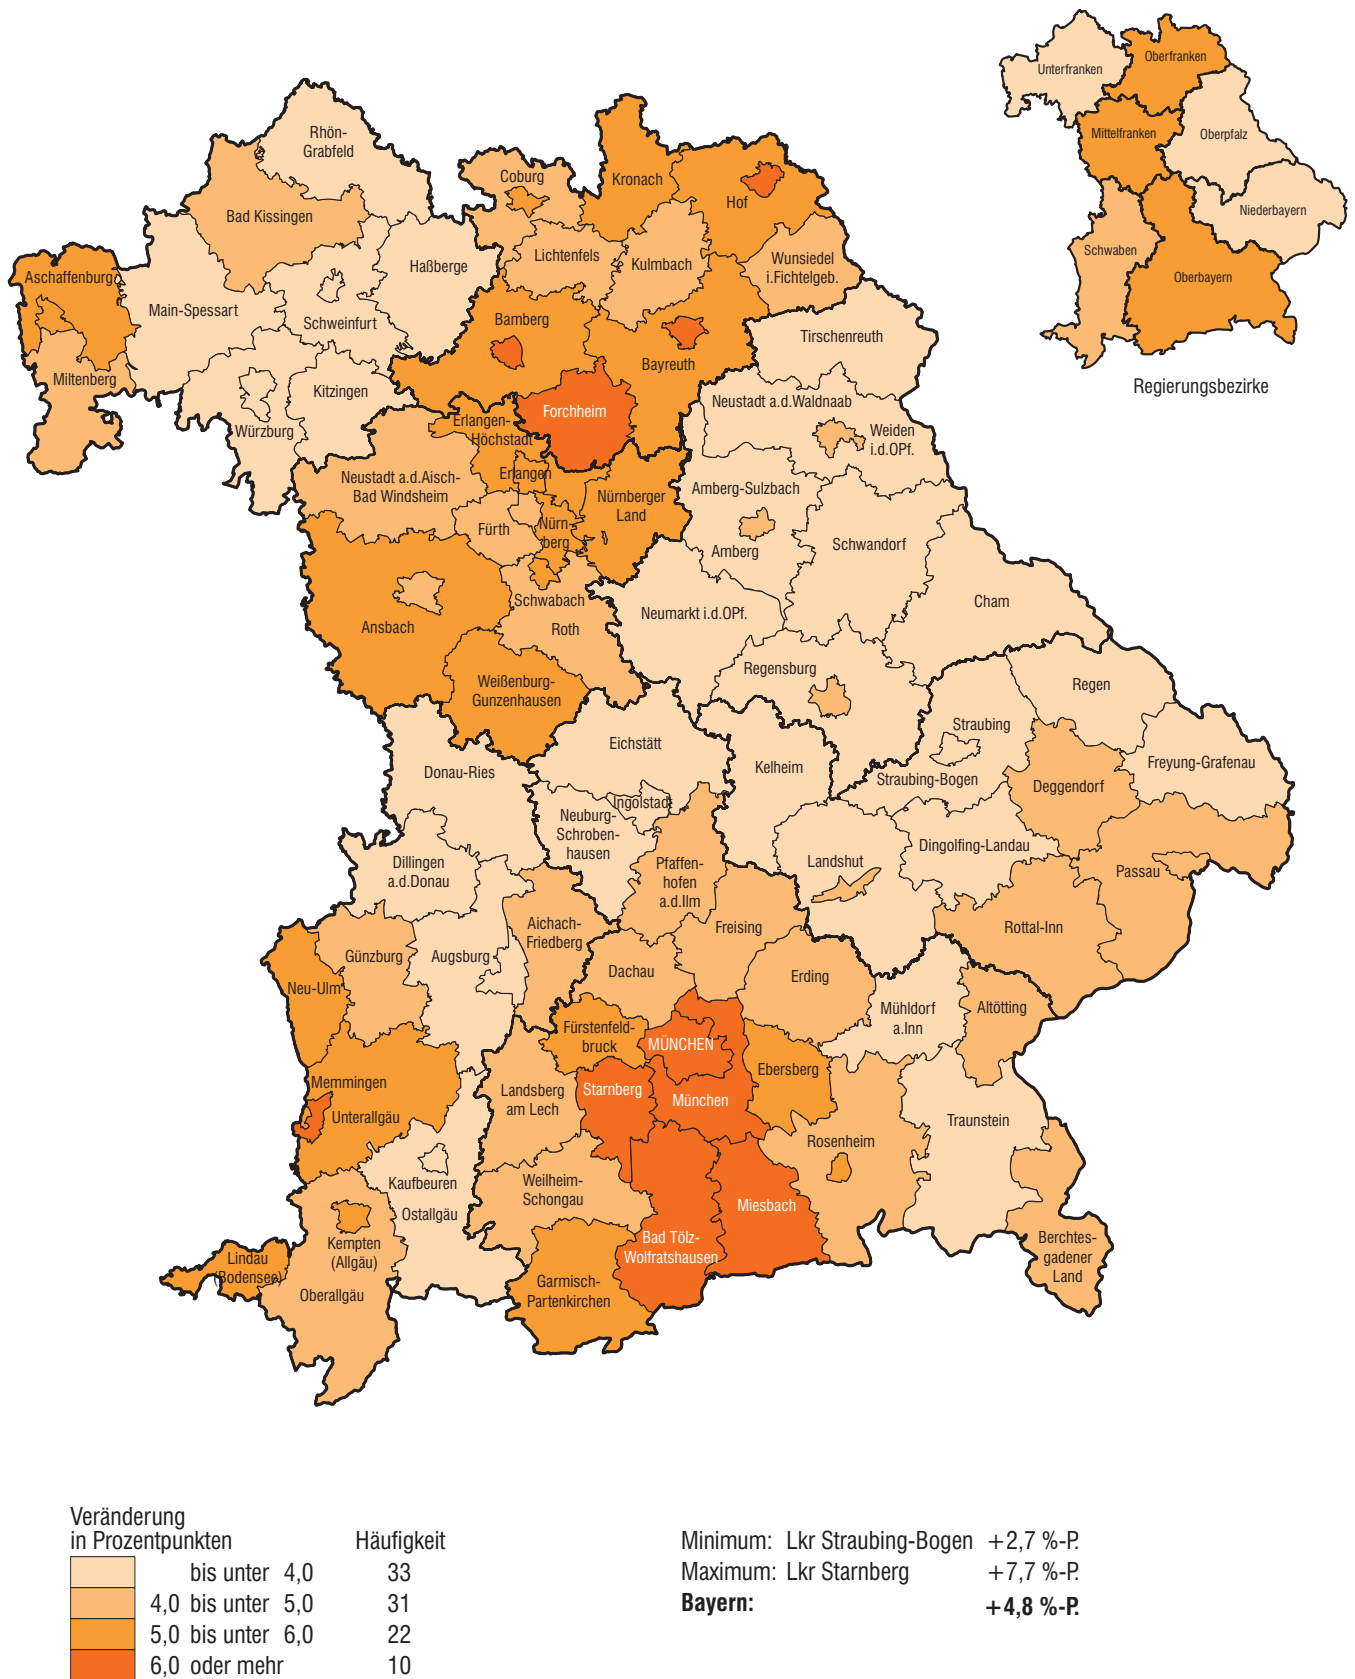 Oberfranken
Unterfranken
Mittelfranken
Oberpfalz
Niederbayern
Schwaben
Oberbayern
Regierungsbezirke
Rhön-
Grabfeld
Coburg
Kronach
Hof
Bad Kissingen
Lichtenfels
Kulmbach
Wunsiedel
i.Fichtelgeb.
Haßberge
Aschaffenburg
Main-Spessart
Schweinfurt
Bamberg
Tirschenreuth
Bayreuth
Miltenberg
Kitzingen
Forchheim
Neustadt a.d.Waldnaab
Würzburg
Erlangen-
Höchstadt
Weiden
i.d.OPf.
Neustadt a.d.Aisch-
Bad Windsheim
Erlangen
Nürnberger
Land
Amberg-Sulzbach
Fürth
Nürn-
berg
Amberg
Schwandorf
Schwabach
Roth
Ansbach
Neumarkt i.d.OPf.
Cham
Weißenburg-
Gunzenhausen
Regensburg
Regen
Straubing
Eichstätt
Donau-Ries
Kelheim
Straubing-Bogen
Deggendorf
Freyung-Grafenau
Ingolstadt
Neuburg-
Schroben-
hausen
Dillingen
a.d.Donau
Pfaffen-
hofen
a.d.Ilm
Landshut
Dingolfing-Landau
Passau
Aichach-
Friedberg
Freising
Rottal-Inn
Günzburg
Augsburg
Dachau
Erding
Neu-Ulm
Mühldorf
a.Inn
Altötting
Fürstenfeld-
bruck
MÜNCHEN
Ebersberg
Memmingen
Unterallgäu
Landsberg
am Lech
Starnberg
München
Traunstein
Rosenheim
Kaufbeuren
Ostallgäu
Weilheim-
Schongau
Miesbach
Bad Tölz-
Wolfratshausen
Kempten
(Allgäu)
Lindau
(Bodensee)
Oberallgäu
Garmisch-
Partenkirchen
Berchtes-
gadener
Land
Veränderung
in Prozentpunkten Häufigkeit
bis unter 4,0 33
4,0 bis unter 5,0 31
5,0 bis unter 6,0 22
6,0 oder mehr 10
Minimum: Lkr Straubing-Bogen +2,7 %-P.
Maximum: Lkr Starnberg +7,7 %-P.
Bayern: +4,8 %-P.